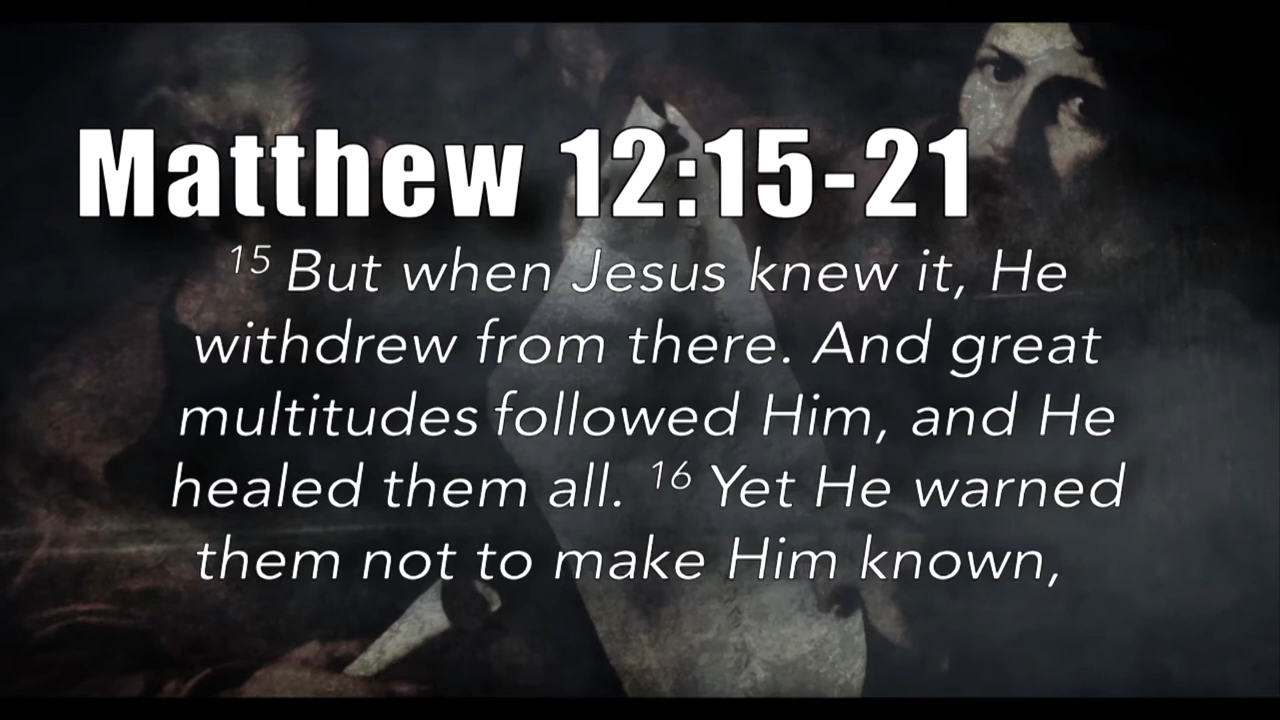 Matthew 12:15-21
15 But when Jesus knew it, He
withdrew from there. And great
multitudes followed Him, and He
healed them all. 16 Yet He warned
them not to make Him known,